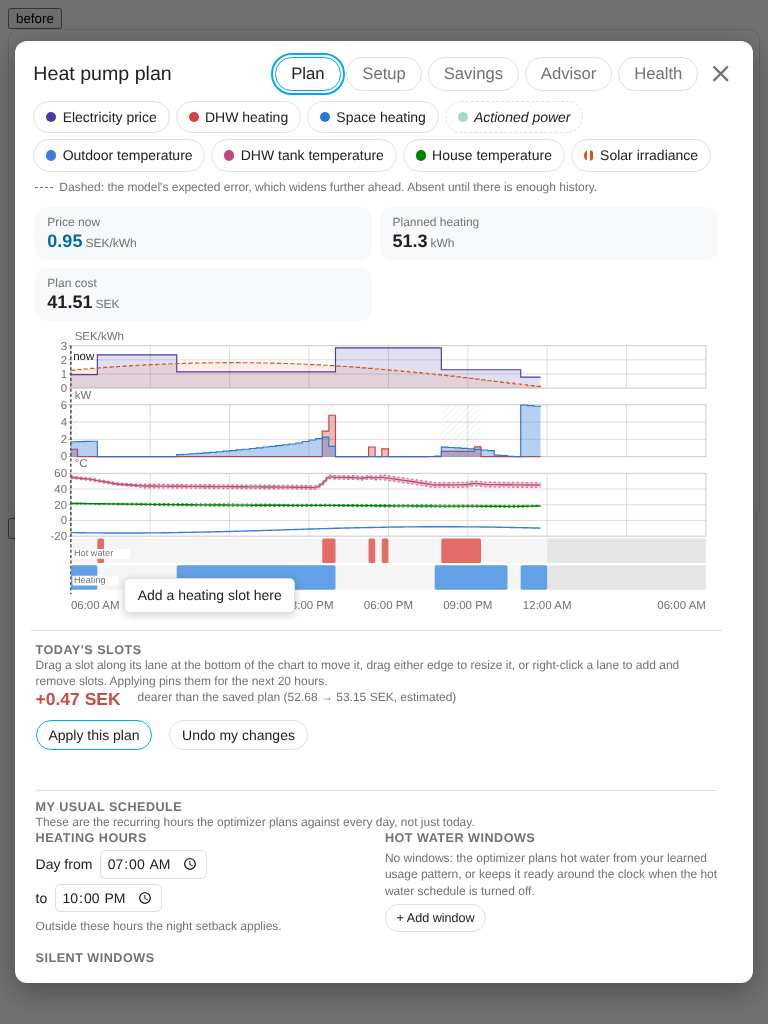 before
Heat pump plan
Plan
Setup
Savings
Advisor
Health
Electricity price
DHW heating
Space heating
Actioned power
Outdoor temperature
DHW tank temperature
House temperature
Solar irradiance
Dashed: the model's expected error, which widens further ahead. Absent until there is enough history.
Price now
0.95 SEK/kWh
Planned heating
51.3 kWh
Plan cost
41.51 SEK
SEK/kWh
3
2
1
0
now
kW
6
4
2
0
°C
60
40
20
0
-20
Hot water
Heating
Add a heating slot here
06:00 AM
3:00 PM
06:00 PM
09:00 PM
12:00 AM
06:00 AM
TODAY'S SLOTS
Drag a slot along its lane at the bottom of the chart to move it, drag either edge to resize it, or right-click a lane to add and
remove slots. Applying pins them for the next 20 hours.
+0.47 SEK dearer than the saved plan (52.68 → 53.15 SEK, estimated)
Apply this plan
Undo my changes
MY USUAL SCHEDULE
These are the recurring hours the optimizer plans against every day, not just today.
HEATING HOURS
Day from 07:00 AM
to 10:00 PM
Outside these hours the night setback applies.
HOT WATER WINDOWS
No windows: the optimizer plans hot water from your learned
usage pattern, or keeps it ready around the clock when the hot
water schedule is turned off.
+ Add window
SILENT WINDOWS